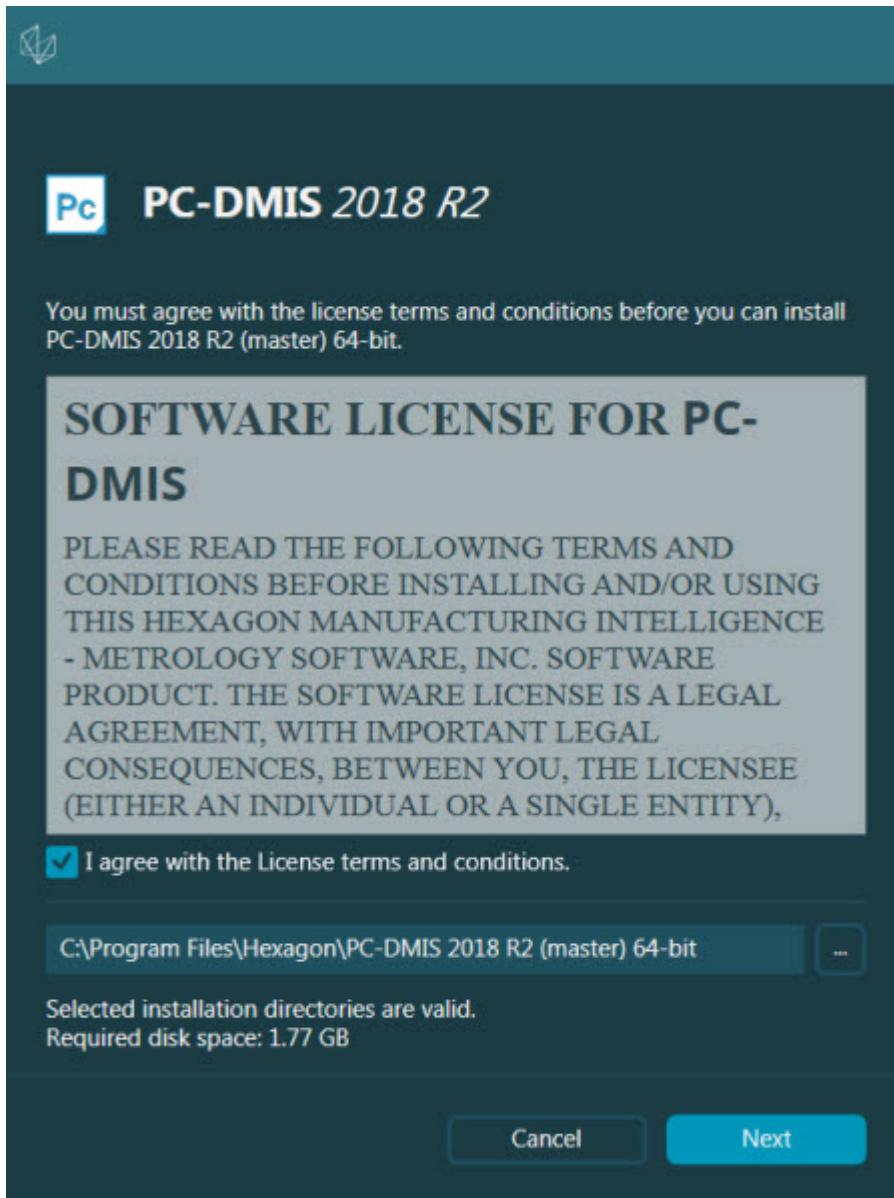 Pc
PC-DMIS 2018 R2
You must agree with the license terms and conditions before you can install
PC-DMIS 2018 R2 (master) 64-bit.
SOFTWARE LICENSE FOR PC-
DMIS
PLEASE READ THE FOLLOWING TERMS AND
CONDITIONS BEFORE INSTALLING AND/OR USING
THIS HEXAGON MANUFACTURING INTELLIGENCE
- METROLOGY SOFTWARE, INC. SOFTWARE
PRODUCT. THE SOFTWARE LICENSE IS A LEGAL
AGREEMENT, WITH IMPORTANT LEGAL
CONSEQUENCES, BETWEEN YOU, THE LICENSEE
(EITHER AN INDIVIDUAL OR A SINGLE ENTITY),
I agree with the License terms and conditions.
C:\Program Files\Hexagon\PC-DMIS 2018 R2 (master) 64-bit
...
Selected installation directories are valid.
Required disk space: 1.77 GB
Cancel
Next